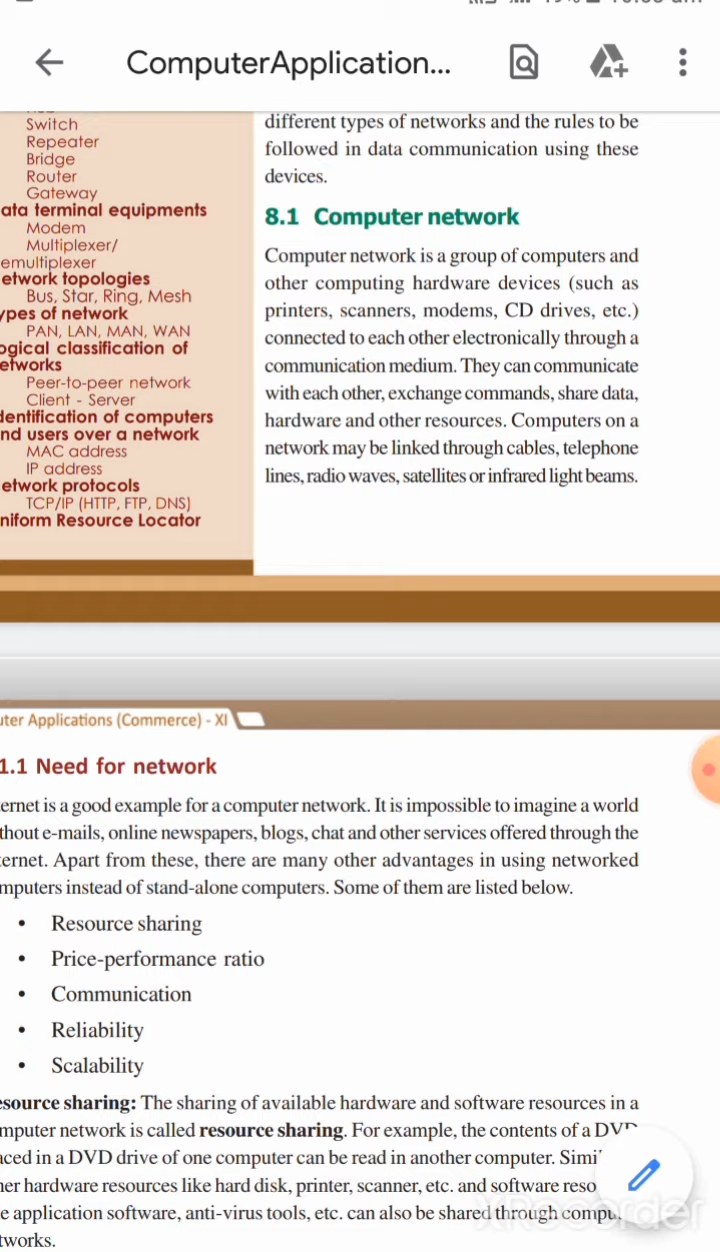 ComputerApplication...
Switch
Repeater
Bridge
Router
Gateway
ata terminal equipments
Modem
Multiplexer/
emultiplexer
etwork topologies
Bus, Star, Ring, Mesh
ypes of network
PAN, LAN, MAN, WAN
ogical classification of
etworks
Peer-to-peer network
Client - Server
dentification of computers
nd users over a network
MAC address
IP address
etwork protocols
TCP/IP (HTTP, FTP, DNS)
niform Resource Locator
different types of networks and the rules to be
followed in data communication using these
devices.
8.1 Computer network
Computer network is a group of computers and
other computing hardware devices (such as
printers, scanners, modems, CD drives, etc.)
connected to each other electronically through a
communication medium. They can communicate
with each other, exchange commands, share data,
hardware and other resources. Computers on a
network may be linked through cables, telephone
lines, radio waves, satellites or infrared light beams.
uter Applications (Commerce) - XI
1.1 Need for network
ernet is a good example for a computer network. It is impossible to imagine a world
thout e-mails, online newspapers, blogs, chat and other services offered through the
ernet. Apart from these, there are many other advantages in using networked
mputers instead of stand-alone computers. Some of them are listed below.
• Resource sharing
• Price-performance ratio
• Communication
• Reliability
• Scalability
esource sharing: The sharing of available hardware and software resources in a
mputer network is called resource sharing. For example, the contents of a DVD
aced in a DVD drive of one computer can be read in another computer. Simi
her hardware resources like hard disk, printer, scanner, etc. and software reso
e application software, anti-virus tools, etc. can also be shared through compu
tworks.
XRecorder